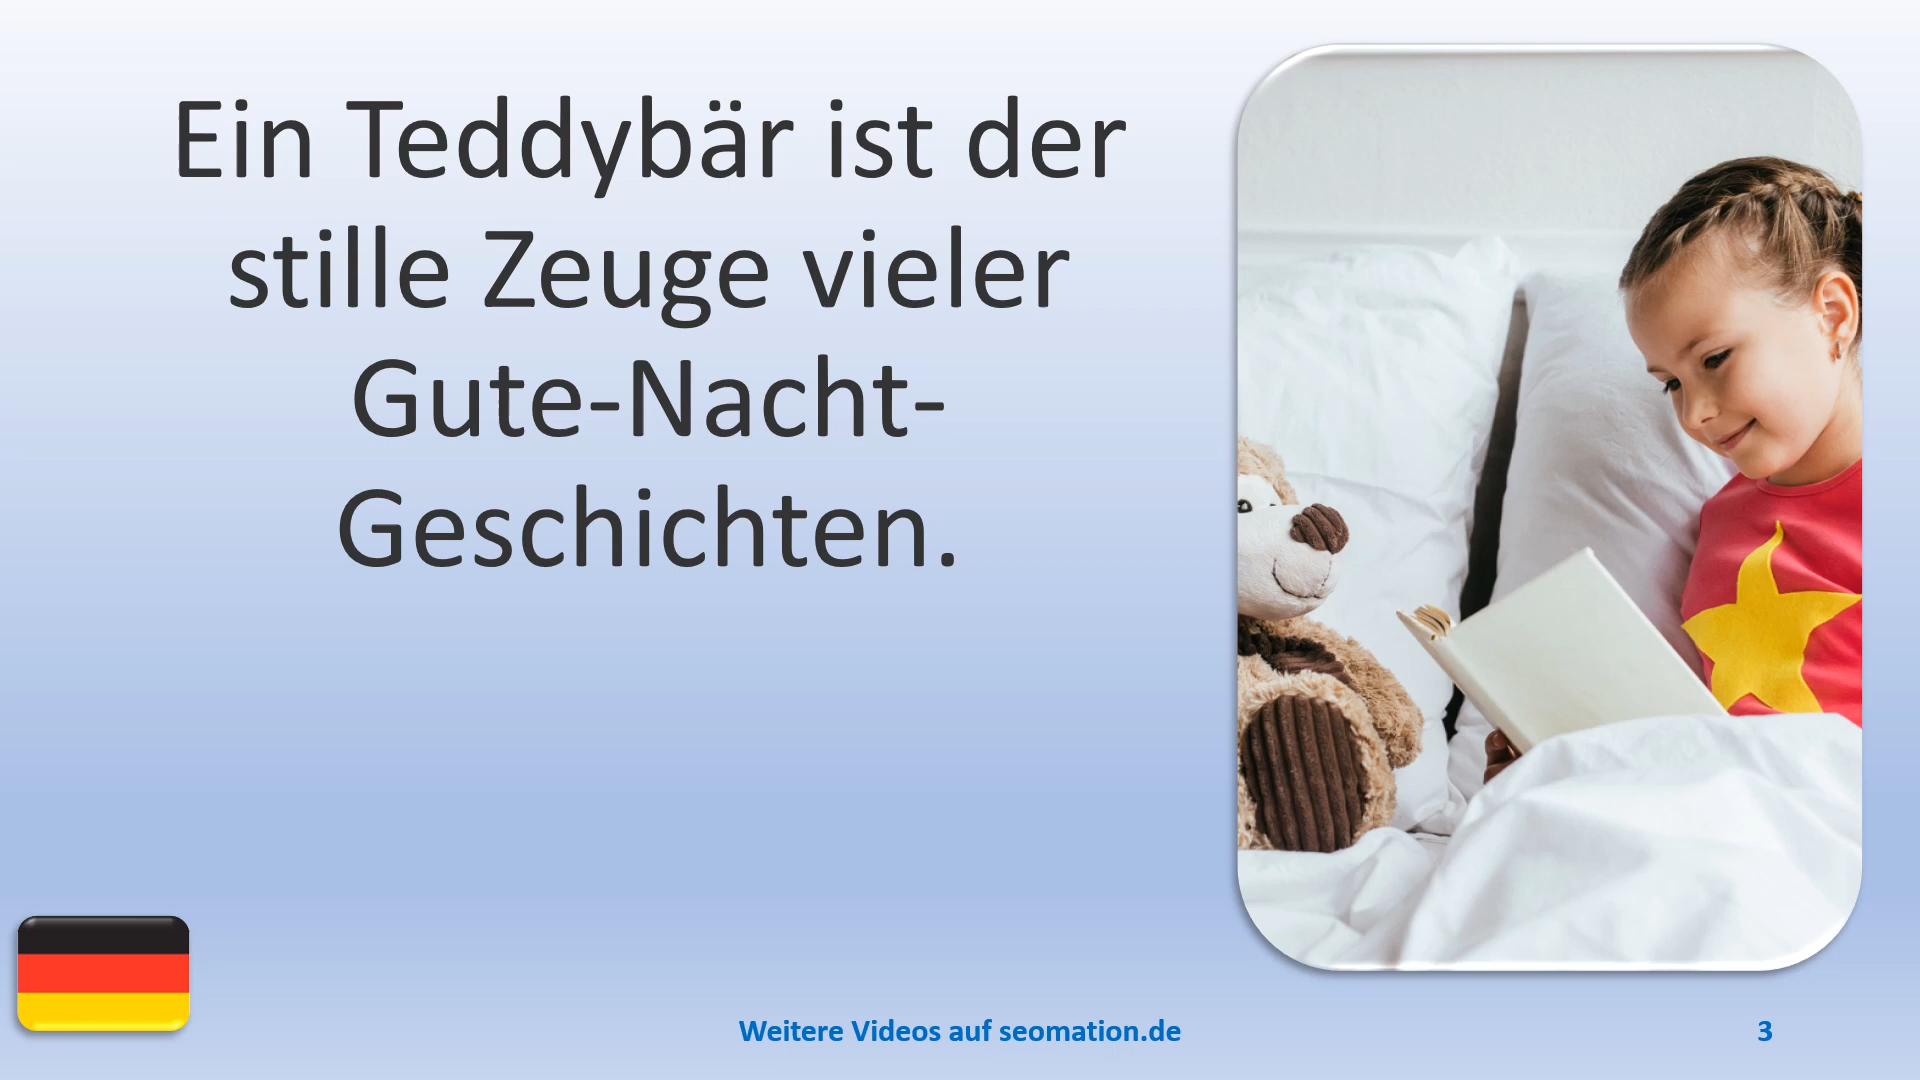 Ein Teddybär ist der
stille Zeuge vieler
Gute-Nacht-
Geschichten.
Weitere Videos auf seomation.de
3